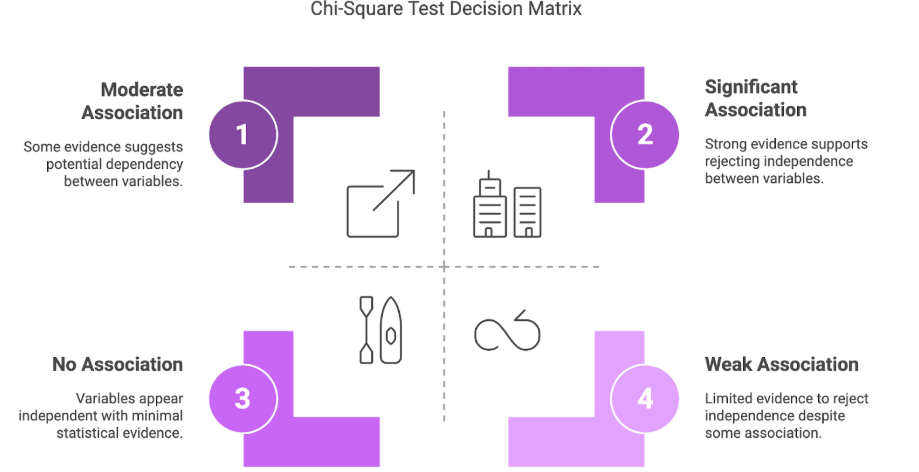 Chi-Square Test Decision Matrix
Moderate
Association
Some evidence suggests
potential dependency
between variables.
1
2
Significant
Association
Strong evidence supports
rejecting independence
between variables.
No Association
Variables appear
independent with minimal
statistical evidence.
3
4
Weak Association
Limited evidence to reject
independence despite
some association.